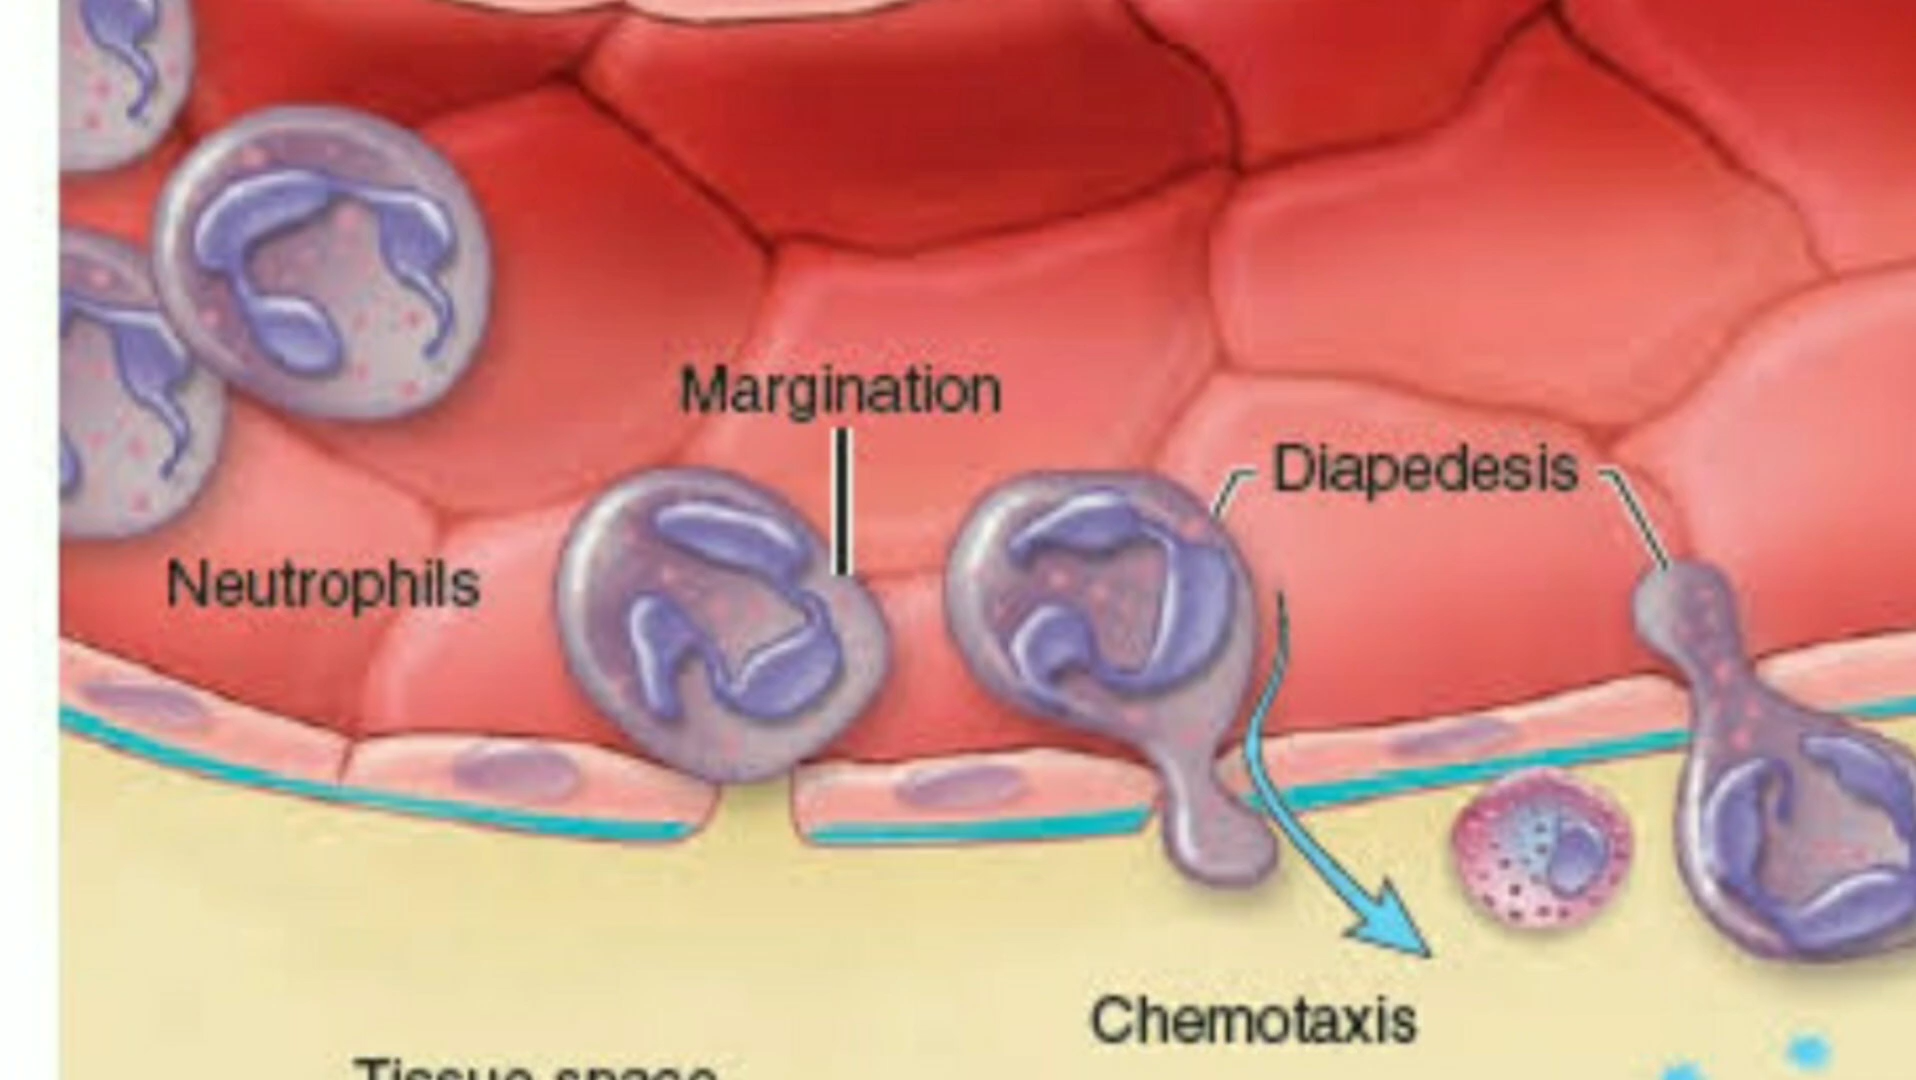 Margination
Diapedesis
Neutrophils
Chemotaxis
Tissue space